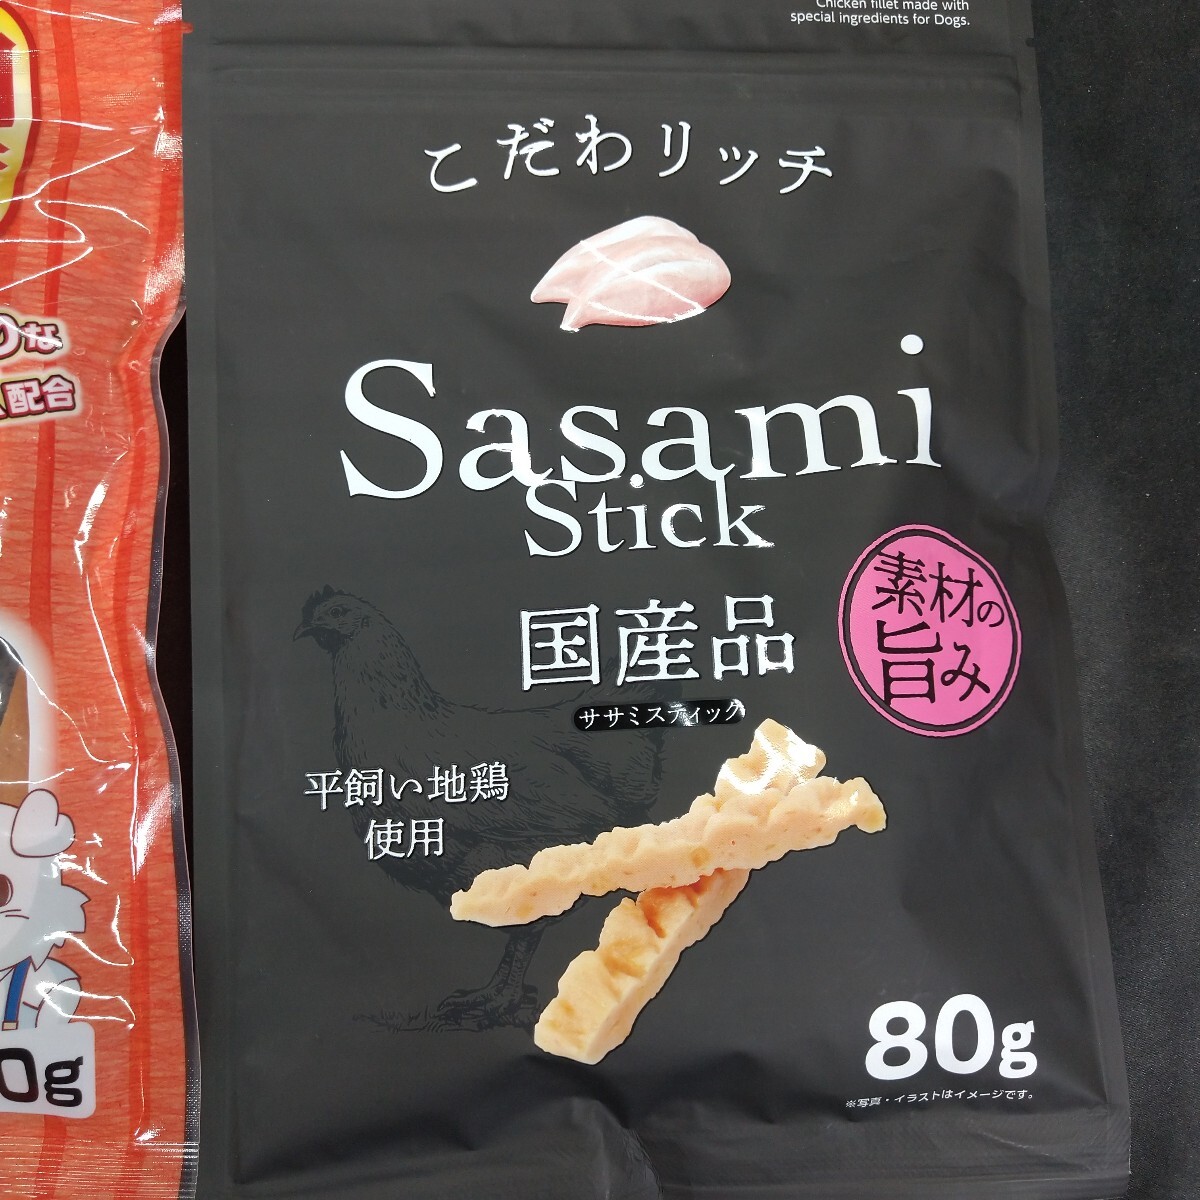 Chicken fillet made with
special ingredients for Dogs.
こだわリッチ
Sasami
Stick
国産品
ササミスティック
素材の
旨み
平飼い地鶏
使用
80g
※写真・イラストはイメージです。
りな
配合
0g